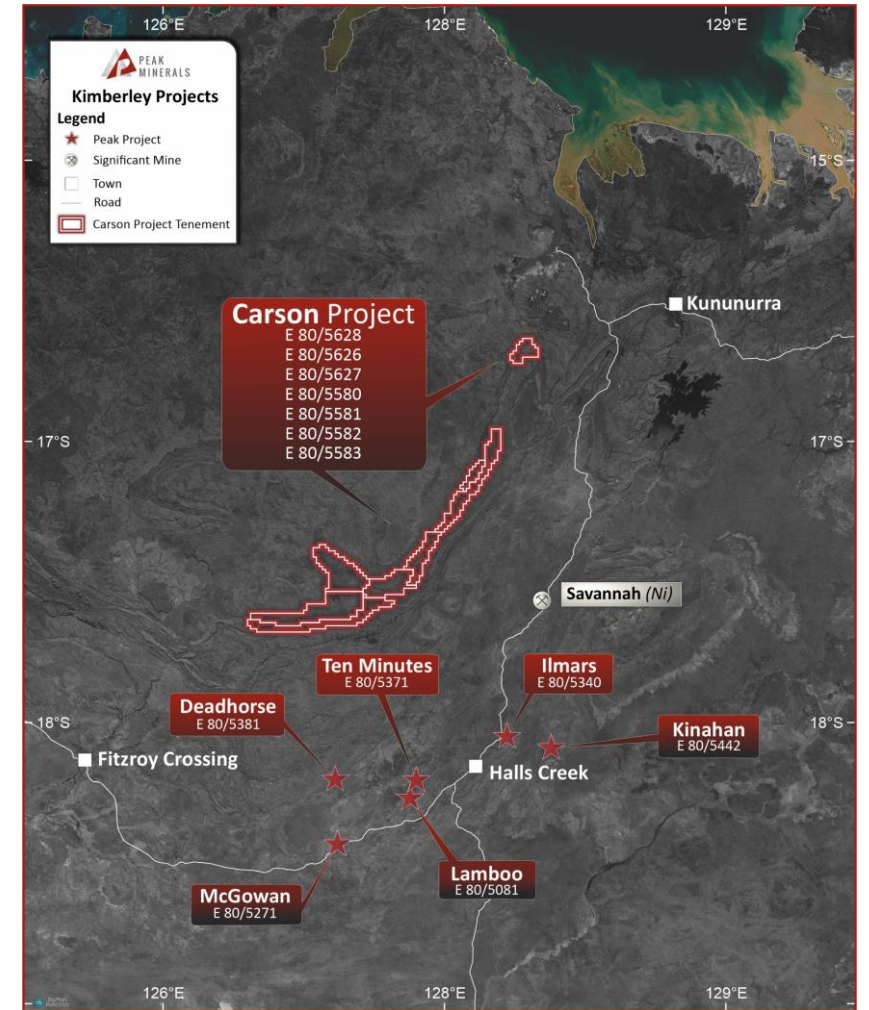 126°E
128°E
129°E
PEAK
MINERALS
Kimberley Projects
Legend
Peak Project
Significant Mine
Town
Road
Carson Project Tenement
15°S
Kununurra
Carson Project
E 80/5628
E 80/5626
E 80/5627
E 80/5580
E 80/5581
E 80/5582
E 80/5583
17°S
17°S
Savannah (Ni)
Ten Minutes
E 80/5371
Ilmars
E 80/5340
Deadhorse
E 80/5381
Kinahan
E 80/5442
18°S
18°S
Fitzroy Crossing
Halls Creek
Lamboo
E 80/5081
McGowan
E 80/5271
126°E
128°E
129°E